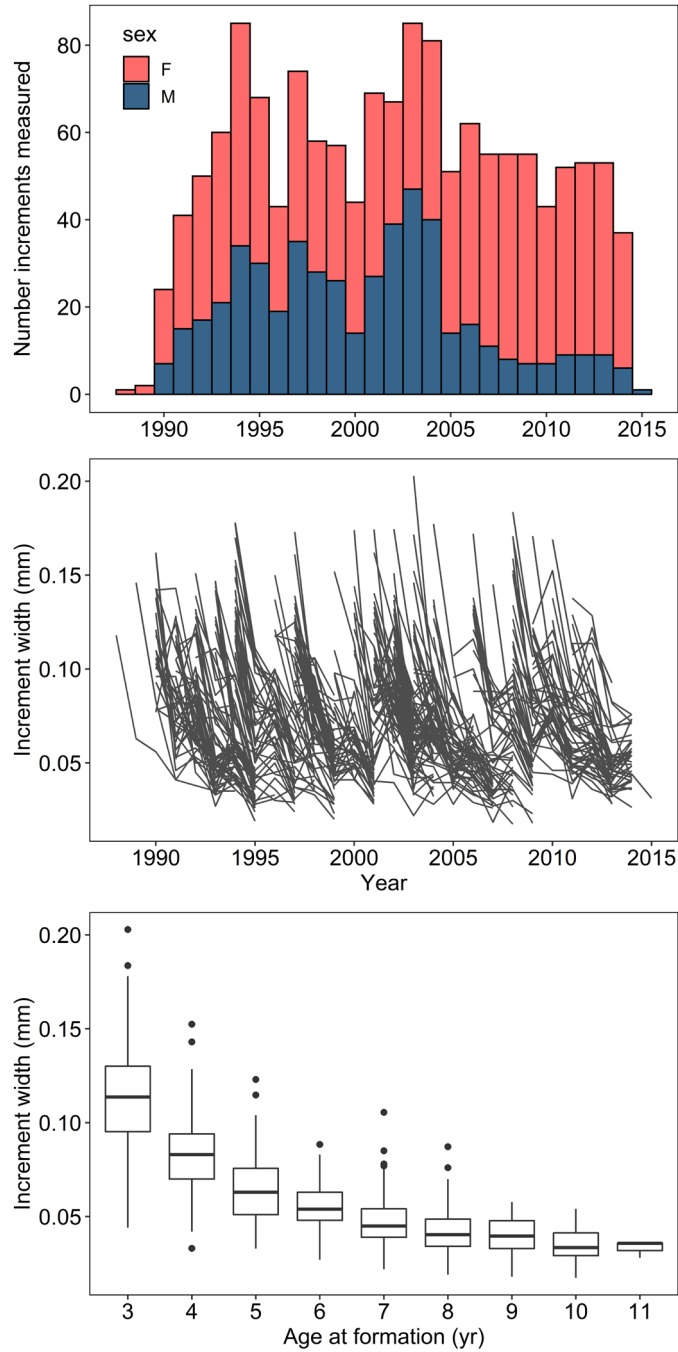 Number increments measured
80
60
40
20
0
sex
F
M
1990 1995 2000 2005 2010 2015
Increment width (mm)
0.20
0.15
0.10
0.05
1990 1995 2000 2005 2010 2015
Year
Increment width (mm)
0.20
0.15
0.10
0.05
3 4 5 6 7 8 9 10 11
Age at formation (yr)